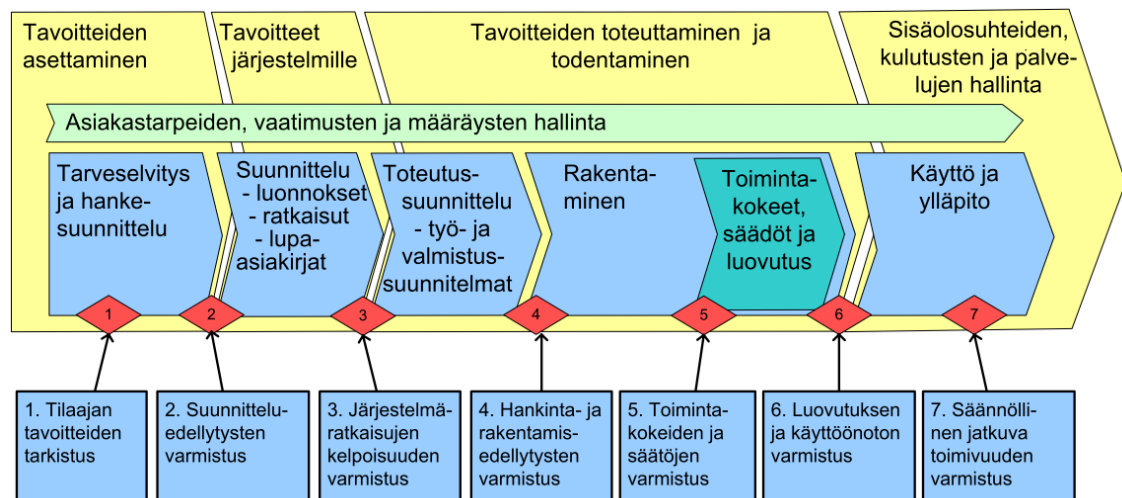 Tavoitteiden
asettaminen
Tavoitteet
järjestelmille
Tavoitteiden toteuttaminen ja
todentaminen
Sisäolosuhteiden,
kulutusten ja palve-
lujen hallinta
Asiakastarpeiden, vaatimusten ja määräysten hallinta
Tarveselvitys
ja hanke-
suunnittelu
Suunnittelu
- luonnokset
- ratkaisut
- lupa-
asiakirjat
Toteutus-
suunnittelu
- työ- ja
valmistus-
suunnitelmat
Rakenta-
minen
Toiminta-
kokeet,
säädöt ja
luovutus
Käyttö ja
ylläpito
1
2
3
4
5
6
7
1. Tilaajan
tavoitteiden
tarkistus
2. Suunnittelu-
edellytysten
varmistus
3. Järjestelmä-
ratkaisujen
kelpoisuuden
varmistus
4. Hankinta- ja
rakentamis-
edellytysten
varmistus
5. Toiminta-
kokeiden ja
säätöjen
varmistus
6. Luovutuksen
ja käyttöönoton
varmistus
7. Säännölli-
nen jatkuva
toimivuuden
varmistus